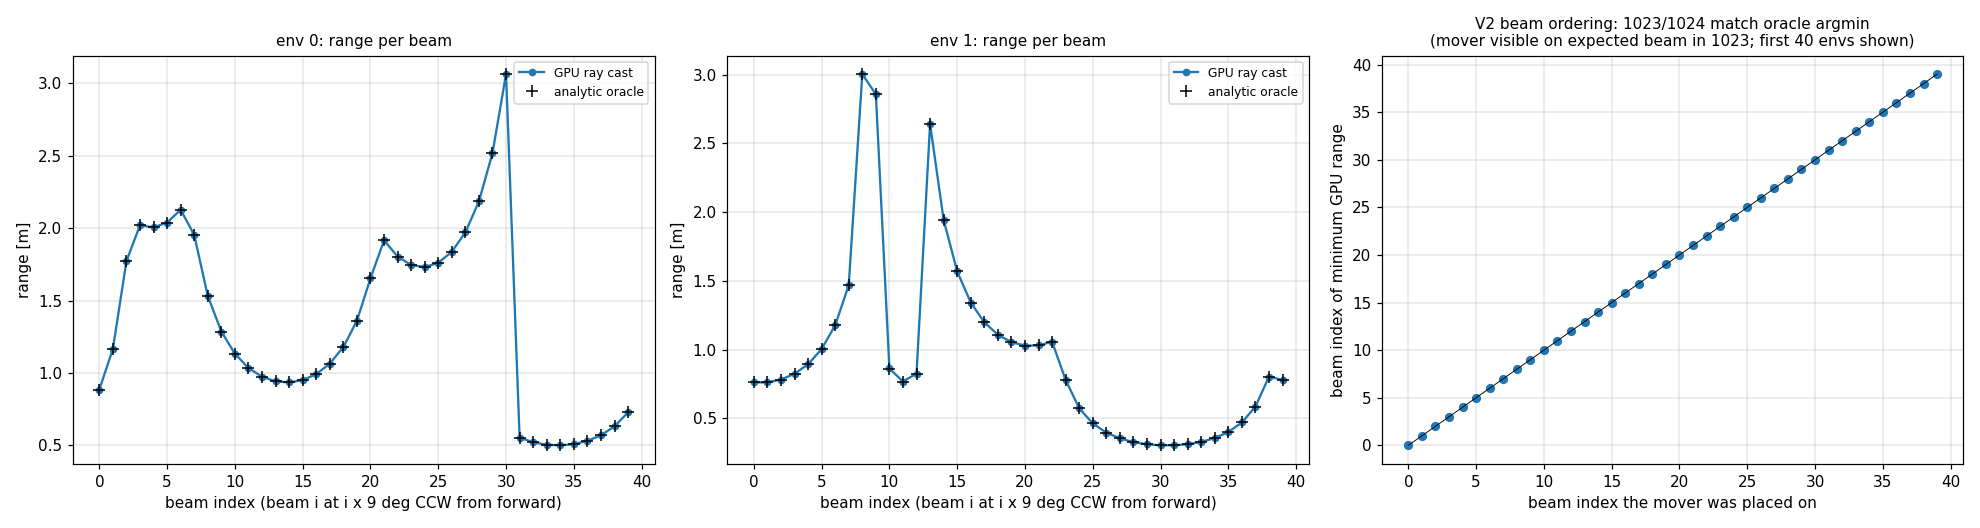 env 0: range per beam
GPU ray cast
analytic oracle
range [m]
3.0
2.5
2.0
1.5
1.0
0.5
0 5 10 15 20 25 30 35 40
beam index (beam i at i x 9 deg CCW from forward)
env 1: range per beam
GPU ray cast
analytic oracle
range [m]
3.0
2.5
2.0
1.5
1.0
0.5
0 5 10 15 20 25 30 35 40
beam index (beam i at i x 9 deg CCW from forward)
V2 beam ordering: 1023/1024 match oracle argmin
(mover visible on expected beam in 1023; first 40 envs shown)
beam index of minimum GPU range
40
35
30
25
20
15
10
5
0
0 5 10 15 20 25 30 35 40
beam index the mover was placed on